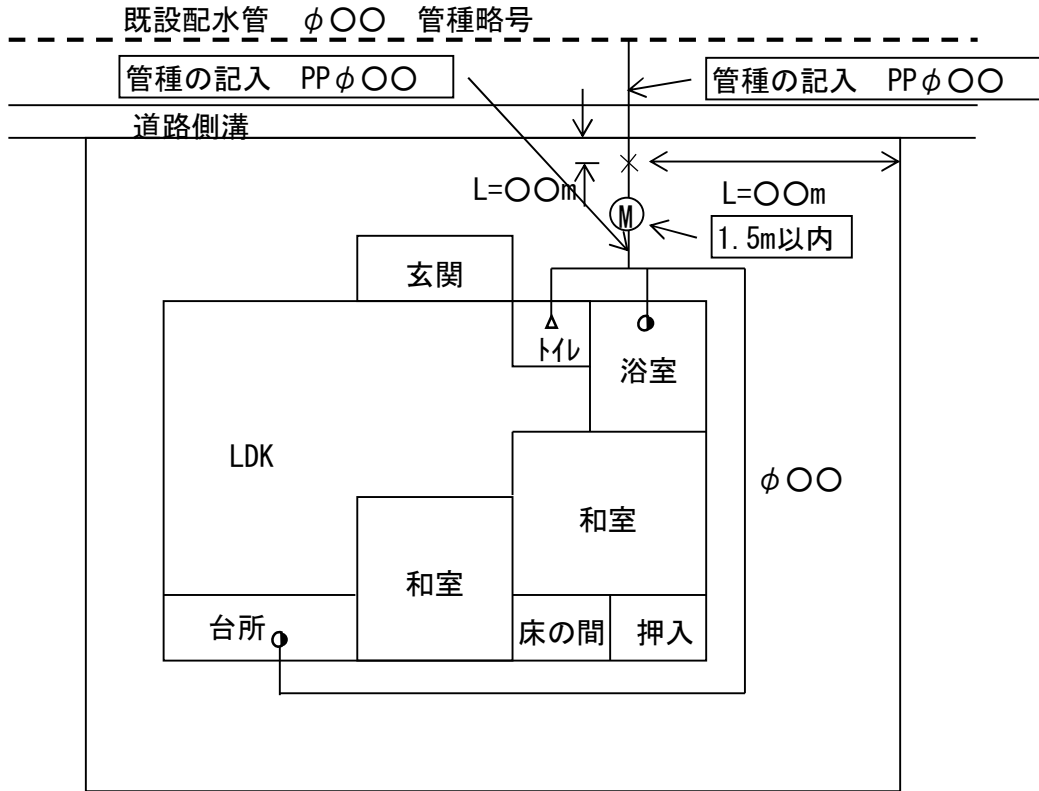 既設配水管　φ〇〇　管種略号
管種の記入　PPφ〇〇
管種の記入　PPφ〇〇
道路側溝
L=〇〇m
L=〇〇m
M
1.5m以内
玄関
トイレ
浴室
LDK
φ〇〇
和室
和室
台所
床の間
押入